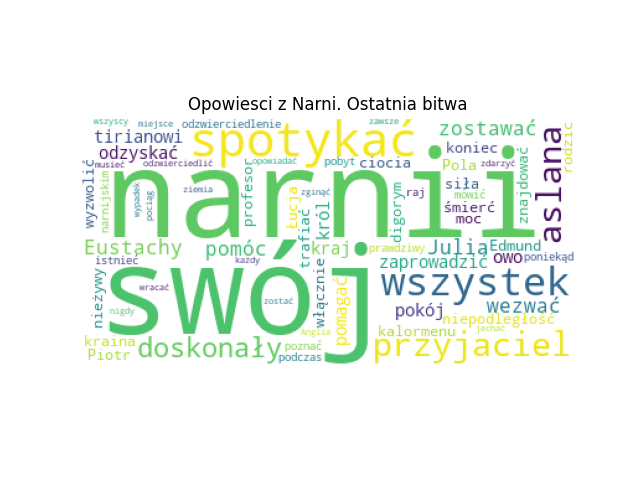 Opowiesci z Narni. Ostatnia bitwa
wszyscy miejsce odzwierciedlenie zawsze
tirianowi spotykać zostawać
odzyskać koniec
musieć odzwierciedlić opowiadać pobyt ciocia Pola zdarzyć
wyzwolić narnijskim wypadek pociąg ziemia profesor Łucja zginąć król digorym raj siła mówić znajdować aslana rodzic
narnii śmierć
moc
trafiać
Eustachy pomóc kraj prawdziwy Julia Edmund
istnieć każdy zaprowadzić owo poniekąd
nieżywy wracać swój zostać włącznie pomagać wszystek
nigdy pokój wezwać
Anglia kalormenu niepodległość jechać
kraina doskonały poznać przyjaciel
Piotr podczas